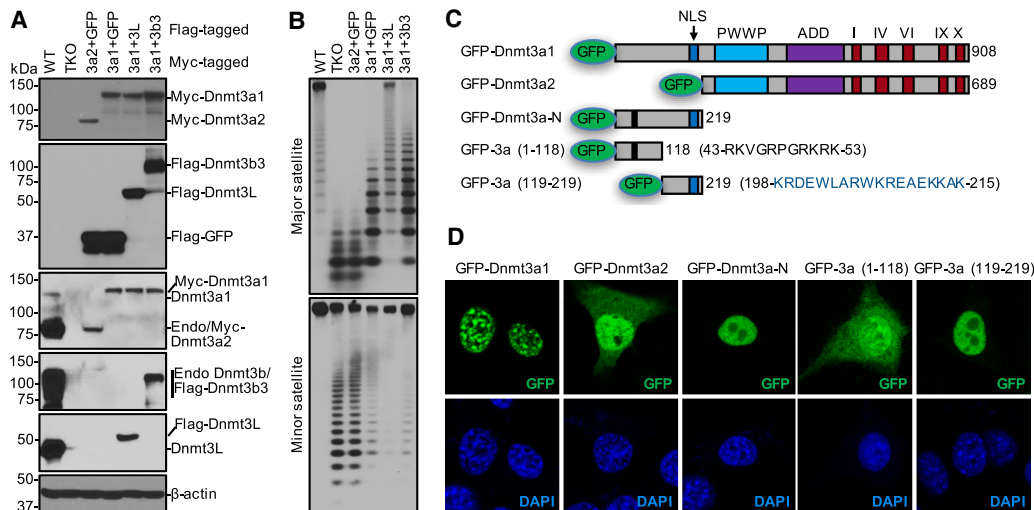 A
Flag-tagged
Myc-tagged
WT
TKO
3a2+GFP
3a1+GFP
3a1+3L
3a1+3b3
kDa
150
100
75
Myc-Dnmt3a1
Myc-Dnmt3a2
150
100
75
50
37
Flag-Dnmt3b3
Flag-Dnmt3L
Flag-GFP
150
100
75
Myc-Dnmt3a1
Dnmt3a1
Endo/Myc-
Dnmt3a2
150
100
75
Endo Dnmt3b/
Flag-Dnmt3b3
50
Flag-Dnmt3L
Dnmt3L
50
37
β-actin
B
WT
TKO
3a2+GFP
3a1+GFP
3a1+3L
3a1+3b3
Major satellite
Minor satellite
C
NLS
PWWP ADD I IV VI IX X
GFP-Dnmt3a1 GFP 908
GFP-Dnmt3a2 GFP 689
GFP-Dnmt3a-N GFP 219
GFP-3a (1-118) GFP 118 (43-RKVGRPGRKRK-53)
GFP-3a (119-219) GFP 219 (198-KRDEWLARWKREAEKKAK-215)
D
GFP-Dnmt3a1 GFP-Dnmt3a2 GFP-Dnmt3a-N GFP-3a (1-118) GFP-3a (119-219)
GFP GFP GFP GFP GFP
DAPI DAPI DAPI DAPI DAPI